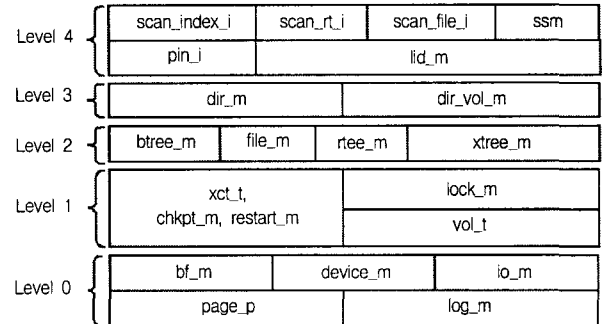 Level 4
scan_index_i scan_rt_i scan_file_i ssm
pin_i lid_m
Level 3
dir_m dir_vol_m
Level 2
btree_m file_m rtee_m xtree_m
Level 1
xct_t, lock_m
chkpt_m, restart_m vol_t
Level 0
bf_m device_m io_m
page_p log_m